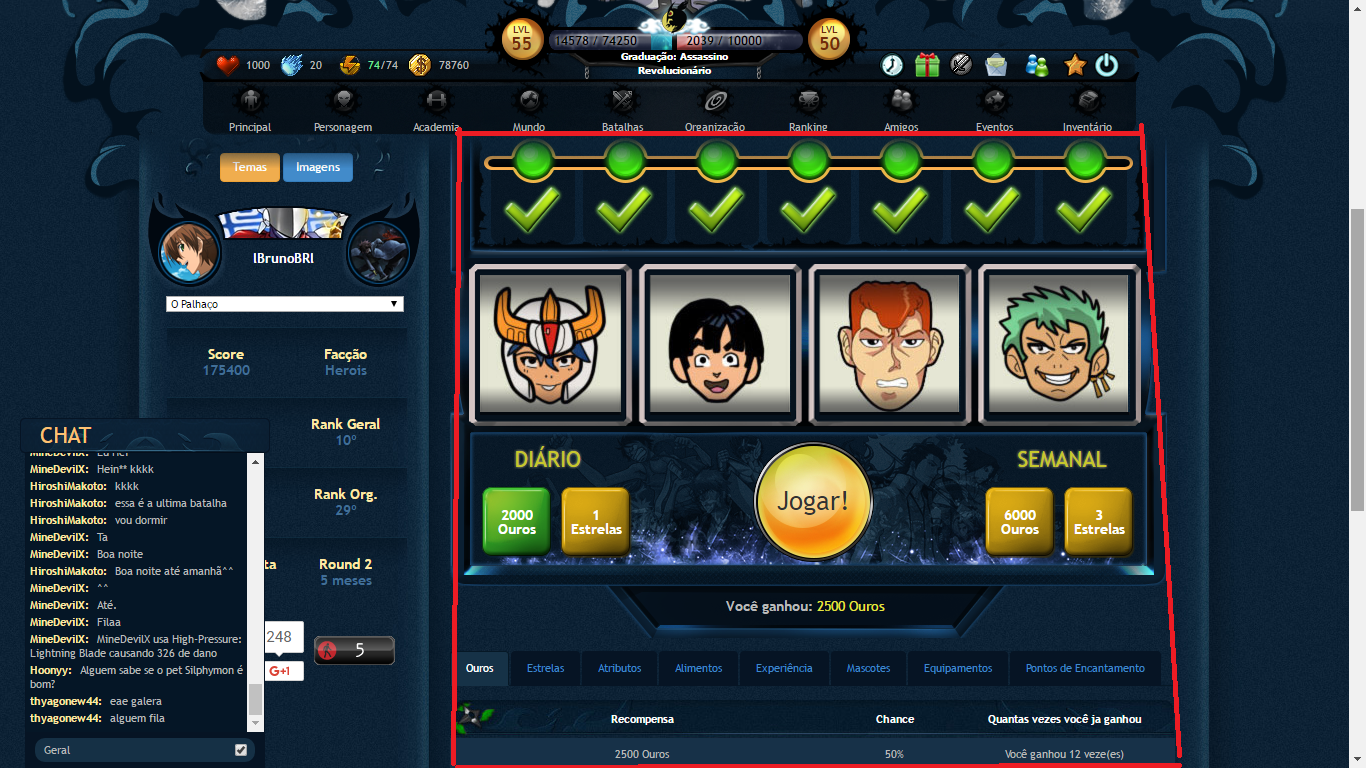 LVL
55
14578 / 74250
2039 / 10000
LVL
50
Graduação: Assassino
Revolucionário
1000
20
74/74
78760
Principal
Personagem
Academia
Mundo
Batalhas
Organização
Ranking
Amigos
Eventos
Inventário
Temas
Imagens
lBrunoBRl
O Palhaço
Score
175400
Facção
Herois
Rank Geral
10º
Rank Org.
29º
ta
Round 2
5 meses
248
G+1
5
CHAT
MineDevilX: Hein** kkkk
HiroshiMakoto: kkkk
HiroshiMakoto: essa é a ultima batalha
HiroshiMakoto: vou dormir
MineDevilX: Ta
MineDevilX: Boa noite
HiroshiMakoto: Boa noite até amanhã^^
MineDevilX: ^^
MineDevilX: Até.
MineDevilX: Filaa
MineDevilX: MineDevilX usa High-Pressure:
Lightning Blade causando 326 de dano
Hoonyy: Alguem sabe se o pet Silphymon é
bom?
thyagonew44: eae galera
thyagonew44: alguem fila
Geral
DIÁRIO
2000
Ouros
1
Estrelas
Jogar!
SEMANAL
6000
Ouros
3
Estrelas
Você ganhou: 2500 Ouros
Ouros
Estrelas
Atributos
Alimentos
Experiência
Mascotes
Equipamentos
Pontos de Encantamento
Recompensa
Chance
Quantas vezes você ja ganhou
2500 Ouros
50%
Você ganhou 12 veze(es)